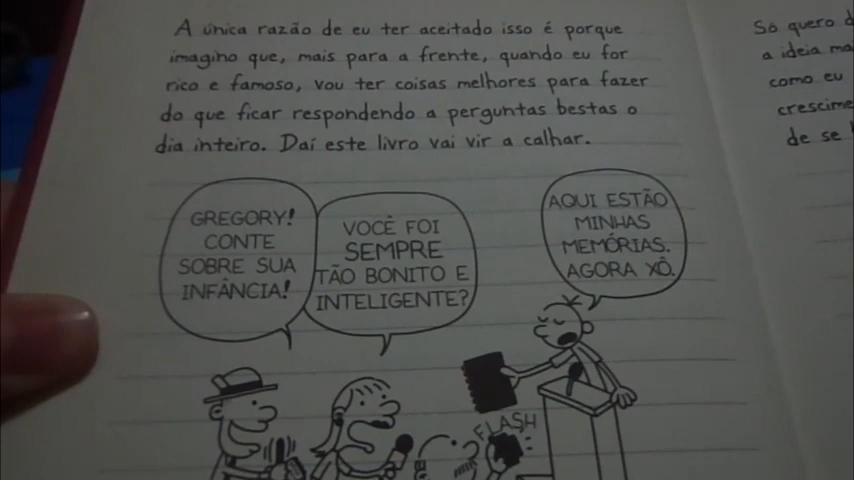 A única razão de eu ter aceitado isso é porque
imagino que, mais para a frente, quando eu for
rico e famoso, vou ter coisas melhores para fazer
do que ficar respondendo a perguntas bestas o
dia inteiro. Daí este livro vai vir a calhar.
GREGORY!
CONTE
SOBRE SUA
INFÂNCIA!
VOCÊ FOI
SEMPRE
TÃO BONITO E
INTELIGENTE?
AQUI ESTÃO
MINHAS
MEMÓRIAS.
AGORA XÔ.
FLASH
Só quero
a ideia
como eu
de se